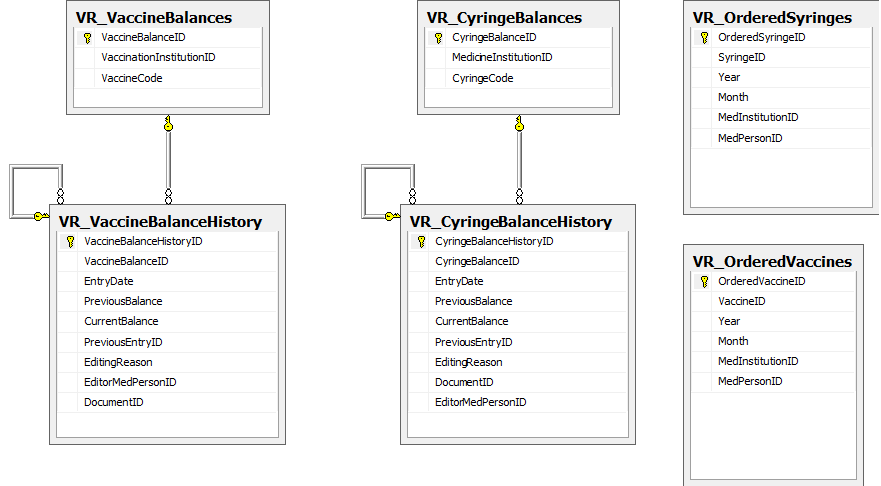 VR_VaccineBalances
VaccineBalanceID
VaccinationInstitutionID
VaccineCode
VR_CyringeBalances
CyringeBalanceID
MedicineInstitutionID
CyringeCode
VR_OrderedSyringes
OrderedSyringeID
SyringeID
Year
Month
MedInstitutionID
MedPersonID
VR_VaccineBalanceHistory
VaccineBalanceHistoryID
VaccineBalanceID
EntryDate
PreviousBalance
CurrentBalance
PreviousEntryID
EditingReason
EditorMedPersonID
DocumentID
VR_CyringeBalanceHistory
CyringeBalanceHistoryID
CyringeBalanceID
EntryDate
PreviousBalance
CurrentBalance
PreviousEntryID
EditingReason
DocumentID
EditorMedPersonID
VR_OrderedVaccines
OrderedVaccineID
VaccineID
Year
Month
MedInstitutionID
MedPersonID